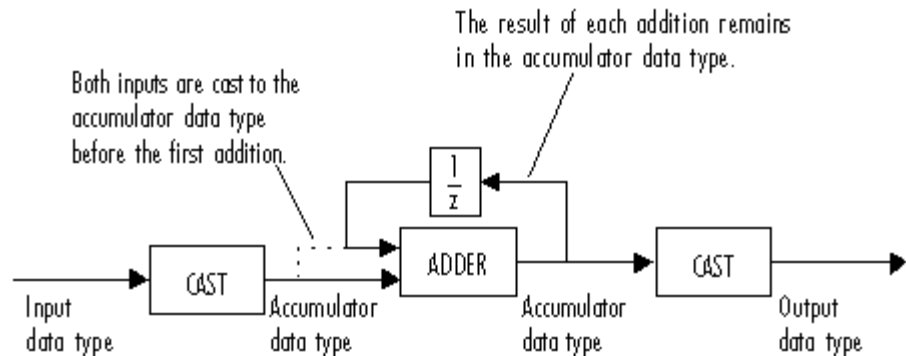 The result of each addition remains
in the accumulator data type.
Both inputs are cast to the
accumulator data type
before the first addition.
1
z
CAST
ADDER
CAST
Input
data type
Accumulator
data type
Accumulator
data type
Output
data type